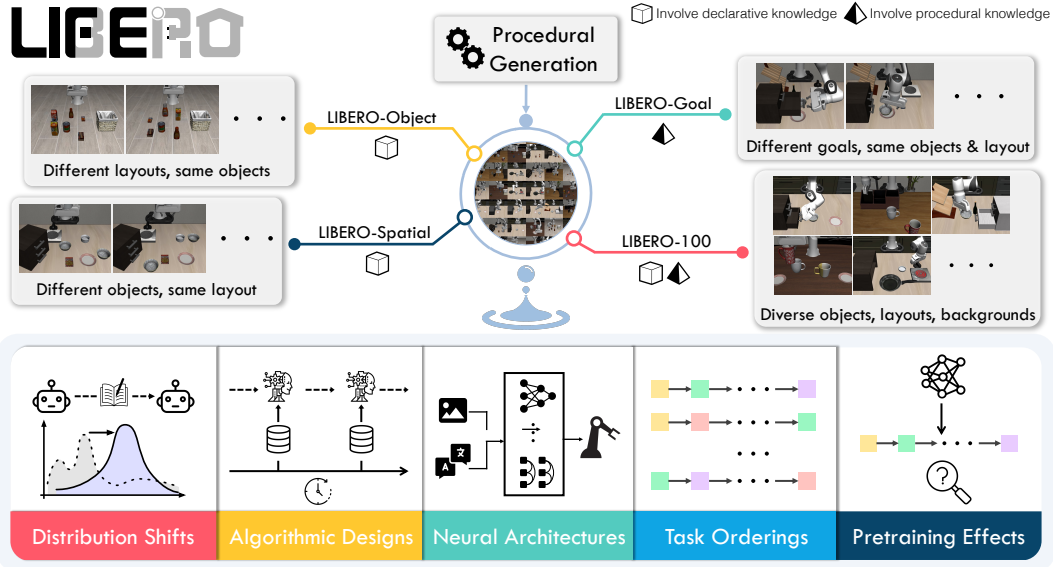 LIBERO
Involve declarative knowledge
Involve procedural knowledge
Procedural
Generation
LIBERO-Object
LIBERO-Goal
Different layouts, same objects
Different goals, same objects & layout
LIBERO-Spatial
LIBERO-100
Different objects, same layout
Diverse objects, layouts, backgrounds
A 文
?
Distribution Shifts
Algorithmic Designs
Neural Architectures
Task Orderings
Pretraining Effects